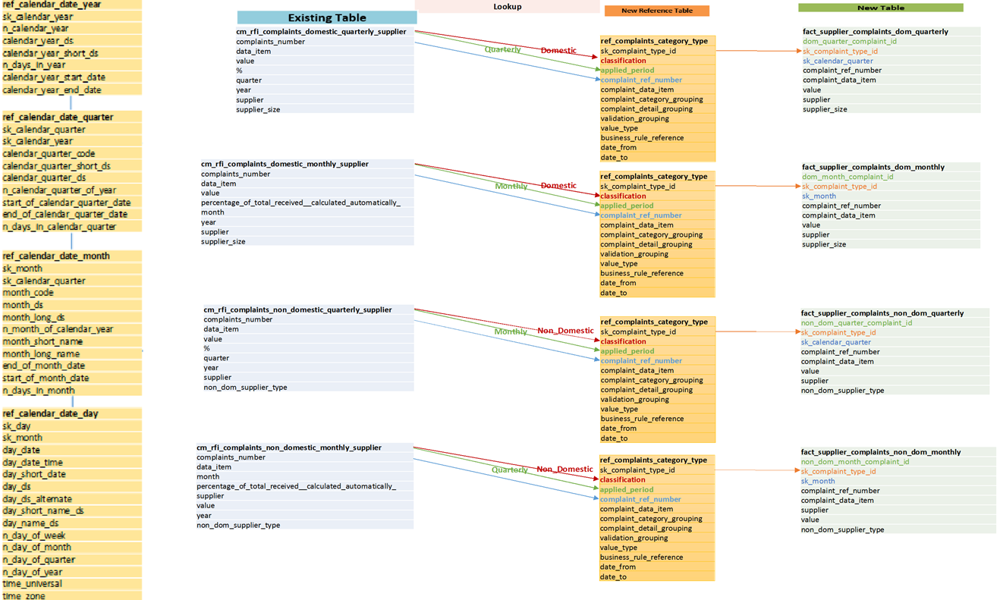 ref_calendar_date_year
sk_calendar_year
n_calendar_year
calendar_year_ds
calendar_year_short_ds
n_days_in_year
calendar_year_start_date
calendar_year_end_date
ref_calendar_date_quarter
sk_calendar_quarter
sk_calendar_year
calendar_quarter_code
calendar_quarter_short_ds
calendar_quarter_ds
n_calendar_quarter_of_year
start_of_calendar_quarter_date
end_of_calendar_quarter_date
n_days_in_calendar_quarter
ref_calendar_date_month
sk_month
sk_calendar_quarter
month_code
month_ds
month_long_ds
n_month_of_calendar_year
month_short_name
month_long_name
end_of_month_date
start_of_month_date
n_days_in_month
ref_calendar_date_day
sk_day
sk_month
day_date
day_date_time
day_short_date
day_ds
day_ds_alternate
day_short_name_ds
day_name_ds
n_day_of_week
n_day_of_month
n_day_of_quarter
n_day_of_year
time_universal
time_zone
Existing Table
Lookup
New Reference Table
New Table
cm_rfi_complaints_domestic_quarterly_supplier
complaints_number
data_item
value
%
quarter
year
supplier
supplier_size
Quarterly
Domestic
ref_complaints_category_type
sk_complaint_type_id
classification
applied_period
complaint_ref_number
complaint_data_item
complaint_category_grouping
complaint_detail_grouping
validation_grouping
value_type
business_rule_reference
date_from
date_to
fact_supplier_complaints_dom_quarterly
dom_quarter_complaint_id
sk_complaint_type_id
sk_calendar_quarter
complaint_ref_number
complaint_data_item
value
supplier
supplier_size
cm_rfi_complaints_domestic_monthly_supplier
complaints_number
data_item
value
percentage_of_total_received__calculated_automatically_
month
year
supplier
supplier_size
Monthly
Domestic
ref_complaints_category_type
sk_complaint_type_id
classification
applied_period
complaint_ref_number
complaint_data_item
complaint_category_grouping
complaint_detail_grouping
validation_grouping
value_type
business_rule_reference
date_from
date_to
fact_supplier_complaints_dom_monthly
dom_month_complaint_id
sk_complaint_type_id
sk_month
complaint_ref_number
complaint_data_item
value
supplier
supplier_size
cm_rfi_complaints_non_domestic_quarterly_supplier
complaints_number
data_item
value
%
quarter
year
supplier
non_dom_supplier_type
Monthly
Non_Domestic
ref_complaints_category_type
sk_complaint_type_id
classification
applied_period
complaint_ref_number
complaint_data_item
complaint_category_grouping
complaint_detail_grouping
validation_grouping
value_type
business_rule_reference
date_from
date_to
fact_supplier_complaints_non_dom_quarterly
non_dom_quarter_complaint_id
sk_complaint_type_id
sk_calendar_quarter
complaint_ref_number
complaint_data_item
value
supplier
non_dom_supplier_type
cm_rfi_complaints_non_domestic_monthly_supplier
complaints_number
data_item
month
percentage_of_total_received__calculated_automatically_
supplier
value
year
non_dom_supplier_type
Quarterly
Non_Domestic
ref_complaints_category_type
sk_complaint_type_id
classification
applied_period
complaint_ref_number
complaint_data_item
complaint_category_grouping
complaint_detail_grouping
validation_grouping
value_type
business_rule_reference
date_from
date_to
fact_supplier_complaints_non_dom_monthly
non_dom_month_complaint_id
sk_complaint_type_id
sk_month
complaint_ref_number
complaint_data_item
supplier
value
non_dom_supplier_type